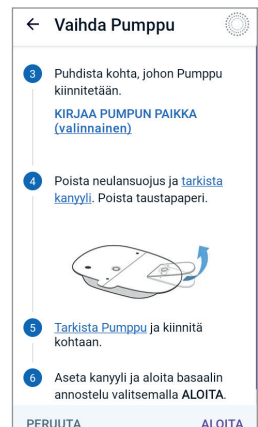 Vaihda Pumppu
3 Puhdista kohta, johon Pumppu
kiinnitetään.
KIRJAA PUMPUN PAIKKA
(valinnainen)
4 Poista neulansuojus ja tarkista
kanyyli. Poista taustapaperi.
5 Tarkista Pumppu ja kiinnitä
kohtaan.
6 Aseta kanyyli ja aloita basaalin
annostelu valitsemalla ALOITA.
PERUUTA ALOITA